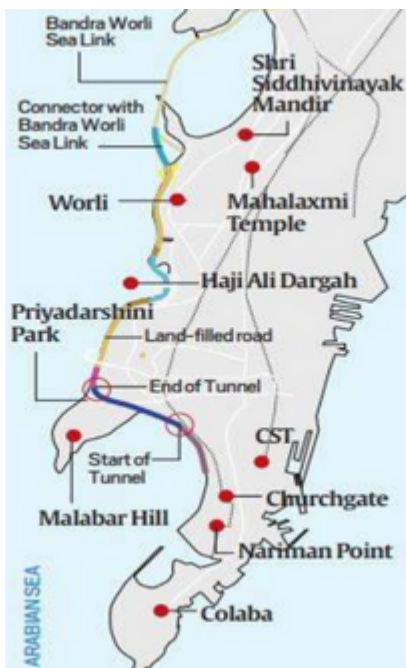 Bandra
Worli
Sea Link
Shri
Siddhivinayak
Mandir
Connector with
Bandra Worli
Sea Link
Worli
Mahalaxmi
Temple
Haji Ali Dargah
Priyadarshini
Park
Land-filled road
End of Tunnel
Start of
Tunnel
CST
Malabar Hill
Churchgate
Nariman Point
Colaba
ARABIAN SEA